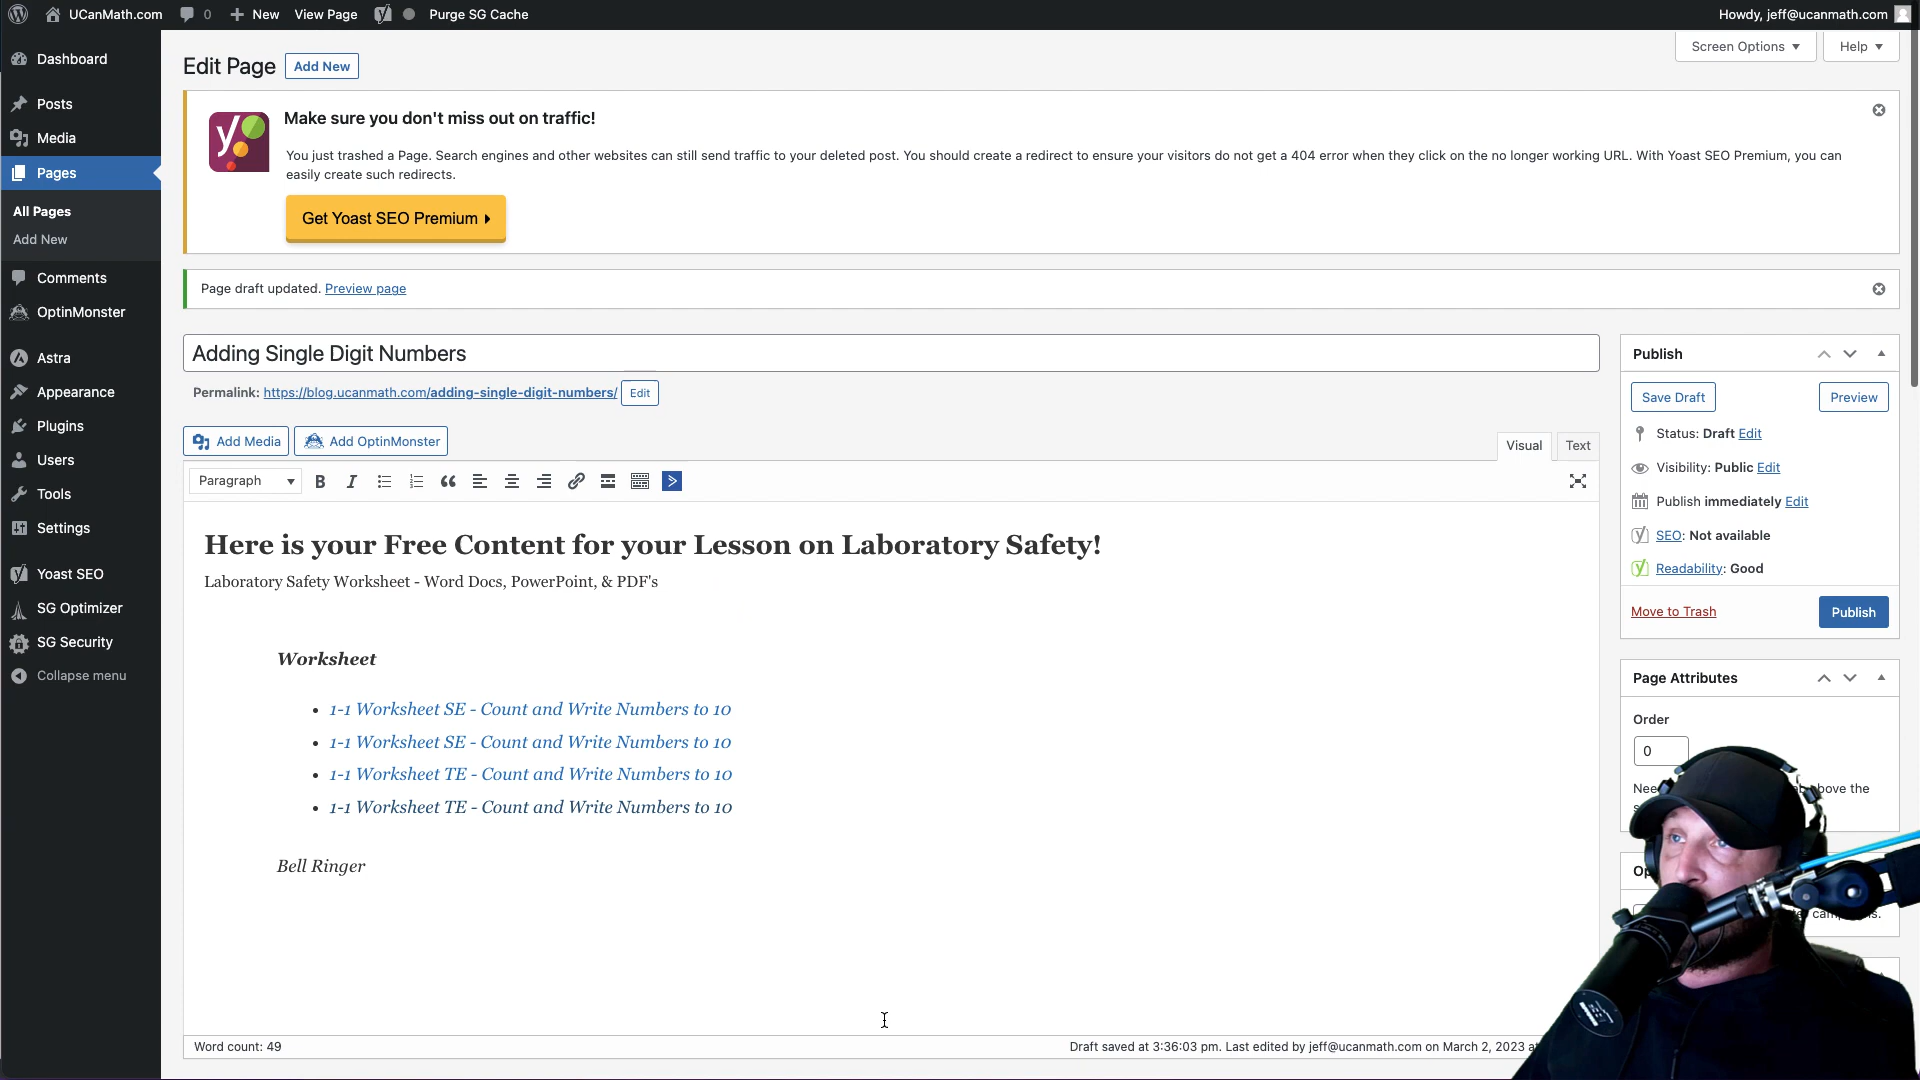 UCanMath.com
0
New
View Page
Purge SG Cache
Howdy, jeff@ucanmath.com
Screen Options
Help
Dashboard
Posts
Media
Pages
All Pages
Add New
Comments
OptinMonster
Astra
Appearance
Plugins
Users
Tools
Settings
Yoast SEO
SG Optimizer
SG Security
Collapse menu
Edit Page
Add New
Make sure you don't miss out on traffic!
You just trashed a Page. Search engines and other websites can still send traffic to your deleted post. You should create a redirect to ensure your visitors do not get a 404 error when they click on the no longer working URL. With Yoast SEO Premium, you can
easily create such redirects.
Get Yoast SEO Premium
Page draft updated. Preview page
Adding Single Digit Numbers
Permalink: https://blog.ucanmath.com/adding-single-digit-numbers/ Edit
Add Media
Add OptinMonster
Visual
Text
Paragraph
Here is your Free Content for your Lesson on Laboratory Safety!
Laboratory Safety Worksheet - Word Docs, PowerPoint, & PDF's
Worksheet
1-1 Worksheet SE - Count and Write Numbers to 10
1-1 Worksheet SE - Count and Write Numbers to 10
1-1 Worksheet TE - Count and Write Numbers to 10
1-1 Worksheet TE - Count and Write Numbers to 10
Bell Ringer
Word count: 49
Draft saved at 3:36:03 pm. Last edited by jeff@ucanmath.com on March 2, 2023
Publish
Save Draft
Preview
Status: Draft Edit
Visibility: Public Edit
Publish immediately Edit
SEO: Not available
Readability: Good
Move to Trash
Publish
Page Attributes
Order
0
above the